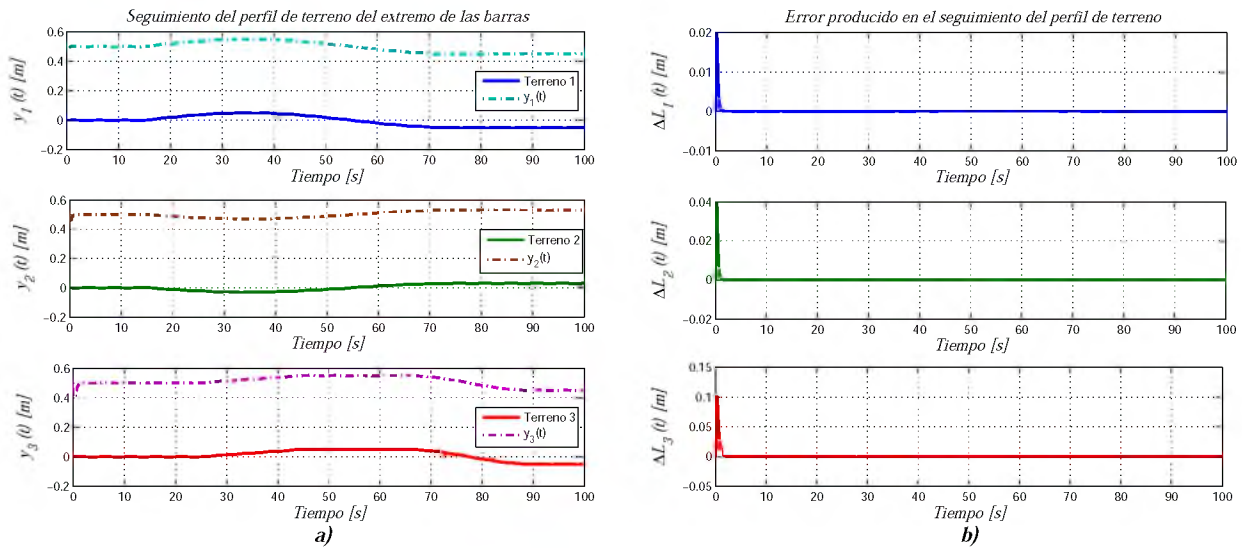 Seguimiento del perfil de terreno del extremo de las barras
y1 (t) [m]
0.6
0.4
0.2
0
−0.2
Terreno 1
y1(t)
0 10 20 30 40 50 60 70 80 90 100
Tiempo [s]
y2 (t) [m]
0.6
0.4
0.2
0
−0.2
Terreno 2
y2(t)
0 10 20 30 40 50 60 70 80 90 100
Tiempo [s]
y3 (t) [m]
0.6
0.4
0.2
0
−0.2
Terreno 3
y3(t)
0 10 20 30 40 50 60 70 80 90 100
Tiempo [s]
a)
Error producido en el seguimiento del perfil de terreno
ΔL1 (t) [m]
0.02
0.01
0
−0.01
0 10 20 30 40 50 60 70 80 90 100
Tiempo [s]
ΔL2 (t) [m]
0.04
0.02
0
−0.02
0 10 20 30 40 50 60 70 80 90 100
Tiempo [s]
ΔL3 (t) [m]
0.15
0.1
0.05
0
−0.05
0 10 20 30 40 50 60 70 80 90 100
Tiempo [s]
b)